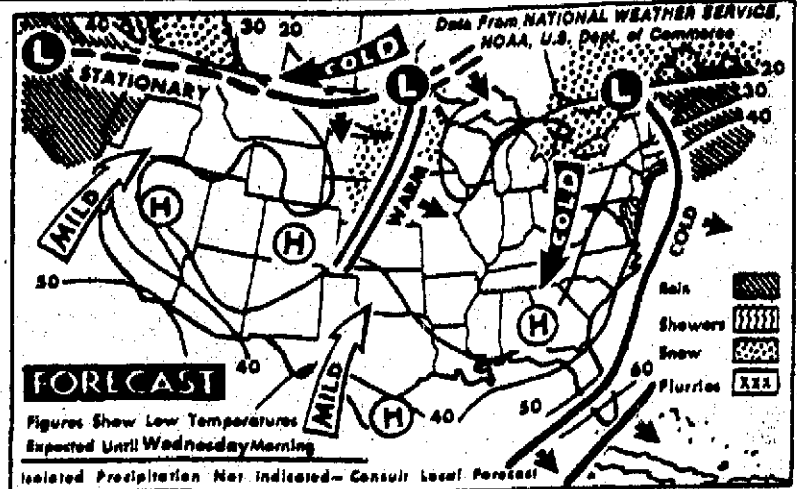 Data From NATIONAL WEATHER SERVICE,
NOAA, U.S. Dept. of Commerce
40
30 20
L
STATIONARY
COLD
L
L
20
30
40
MILD
H
H
WARM
COLD
COLD
50
40
H
Rain
Showers
Snow
Flurries
XXX
FORECAST
MILD
H
40
50
60
Figures Show Low Temperatures
Expected Until Wednesday Morning
Isolated Precipitation Not Indicated— Consult Local Forecast